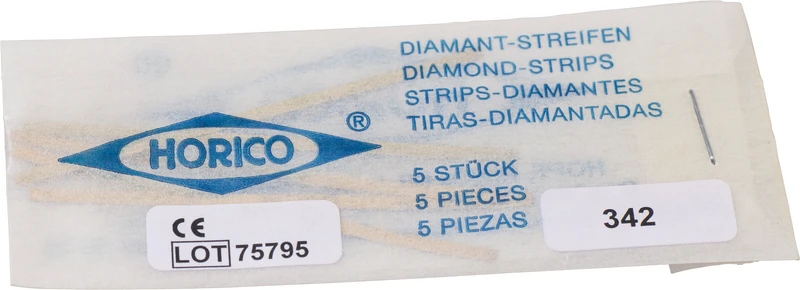 DIAMANT-STREIFEN
DIAMOND-STRIPS
STRIPS-DIAMANTES
TIRAS-DIAMANTADAS
HORICO®
5 STÜCK
5 PIECES
5 PIEZAS
342
CE
LOT 75795